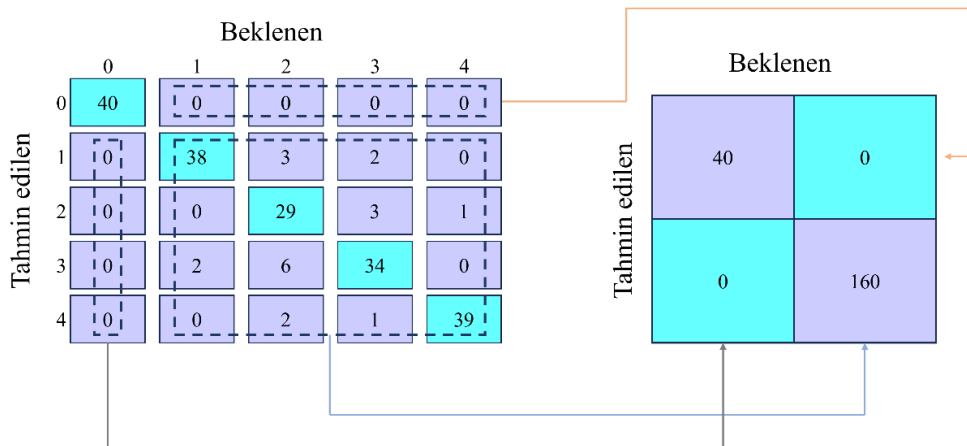 Beklenen
0 1 2 3 4
0 40 0 0 0 0
1 0 38 3 2 0
2 0 0 29 3 1
3 0 2 6 34 0
4 0 0 2 1 39
Tahmin edilen
Beklenen
40 0
0 160
Tahmin edilen